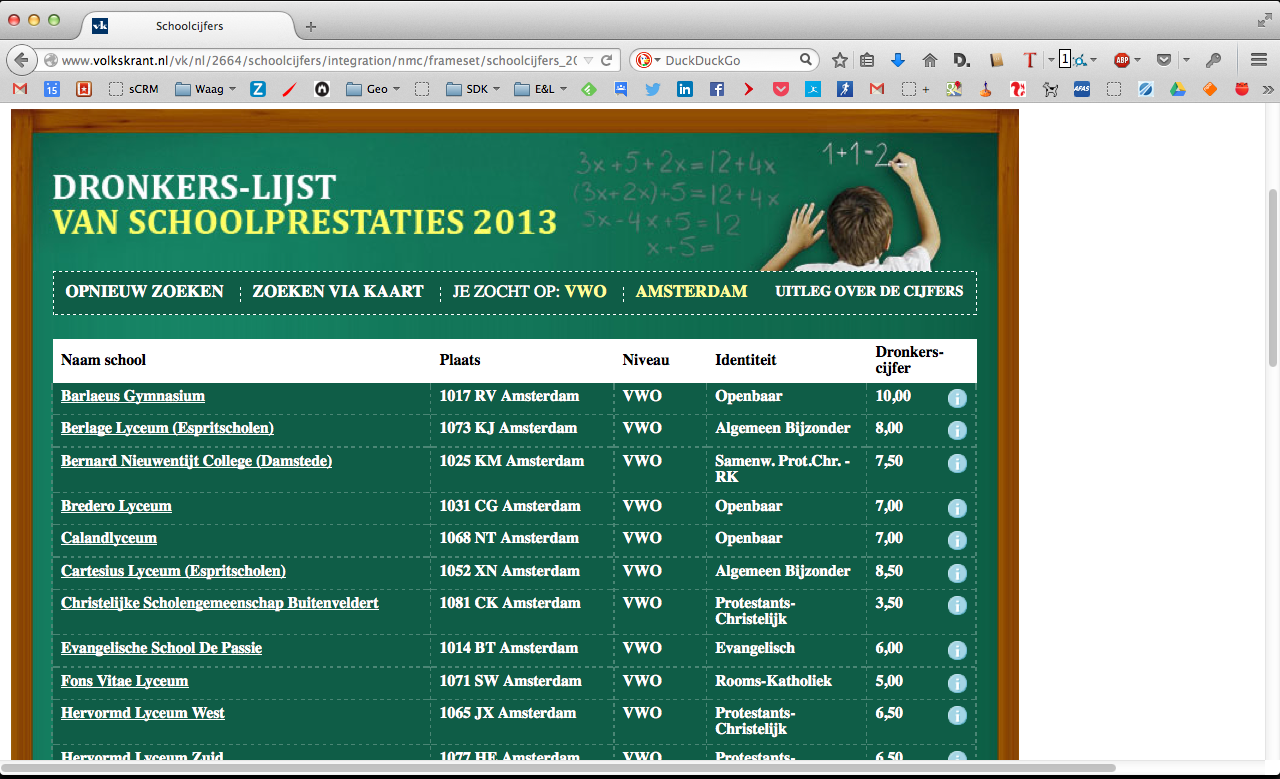 vk Schoolcijfers
www.volkskrant.nl/vk/nl/2664/schoolcijfers/integration/nmc/frameset/schoolcijfers_20 DuckDuckGo D. T 1 ABP
15 sCRM Waag Z Geo SDK E&L AFAS
3x+5+2x=12+4x
(3x+2x)+5=12+4x
5x-4x+5=12
x+5=
1+1=2
DRONKERS-LIJST
VAN SCHOOLPRESTATIES 2013
OPNIEUW ZOEKEN ZOEKEN VIA KAART JE ZOCHT OP: VWO AMSTERDAM UITLEG OVER DE CIJFERS
Naam school Plaats Niveau Identiteit Dronkers-
cijfer
Barlaeus Gymnasium 1017 RV Amsterdam VWO Openbaar 10,00
Berlage Lyceum (Espritscholen) 1073 KJ Amsterdam VWO Algemeen Bijzonder 8,00
Bernard Nieuwentijt College (Damstede) 1025 KM Amsterdam VWO Samenw. Prot.Chr. - 7,50
RK
Bredero Lyceum 1031 CG Amsterdam VWO Openbaar 7,00
Calandlyceum 1068 NT Amsterdam VWO Openbaar 7,00
Cartesius Lyceum (Espritscholen) 1052 XN Amsterdam VWO Algemeen Bijzonder 8,50
Christelijke Scholengemeenschap Buitenveldert 1081 CK Amsterdam VWO Protestants- 3,50
Christelijk
Evangelische School De Passie 1014 BT Amsterdam VWO Evangelisch 6,00
Fons Vitae Lyceum 1071 SW Amsterdam VWO Rooms-Katholiek 5,00
Hervormd Lyceum West 1065 JX Amsterdam VWO Protestants- 6,50
Christelijk
Hervormd Lyceum Zuid 1077 HE Amsterdam VWO Protestants- 6,50